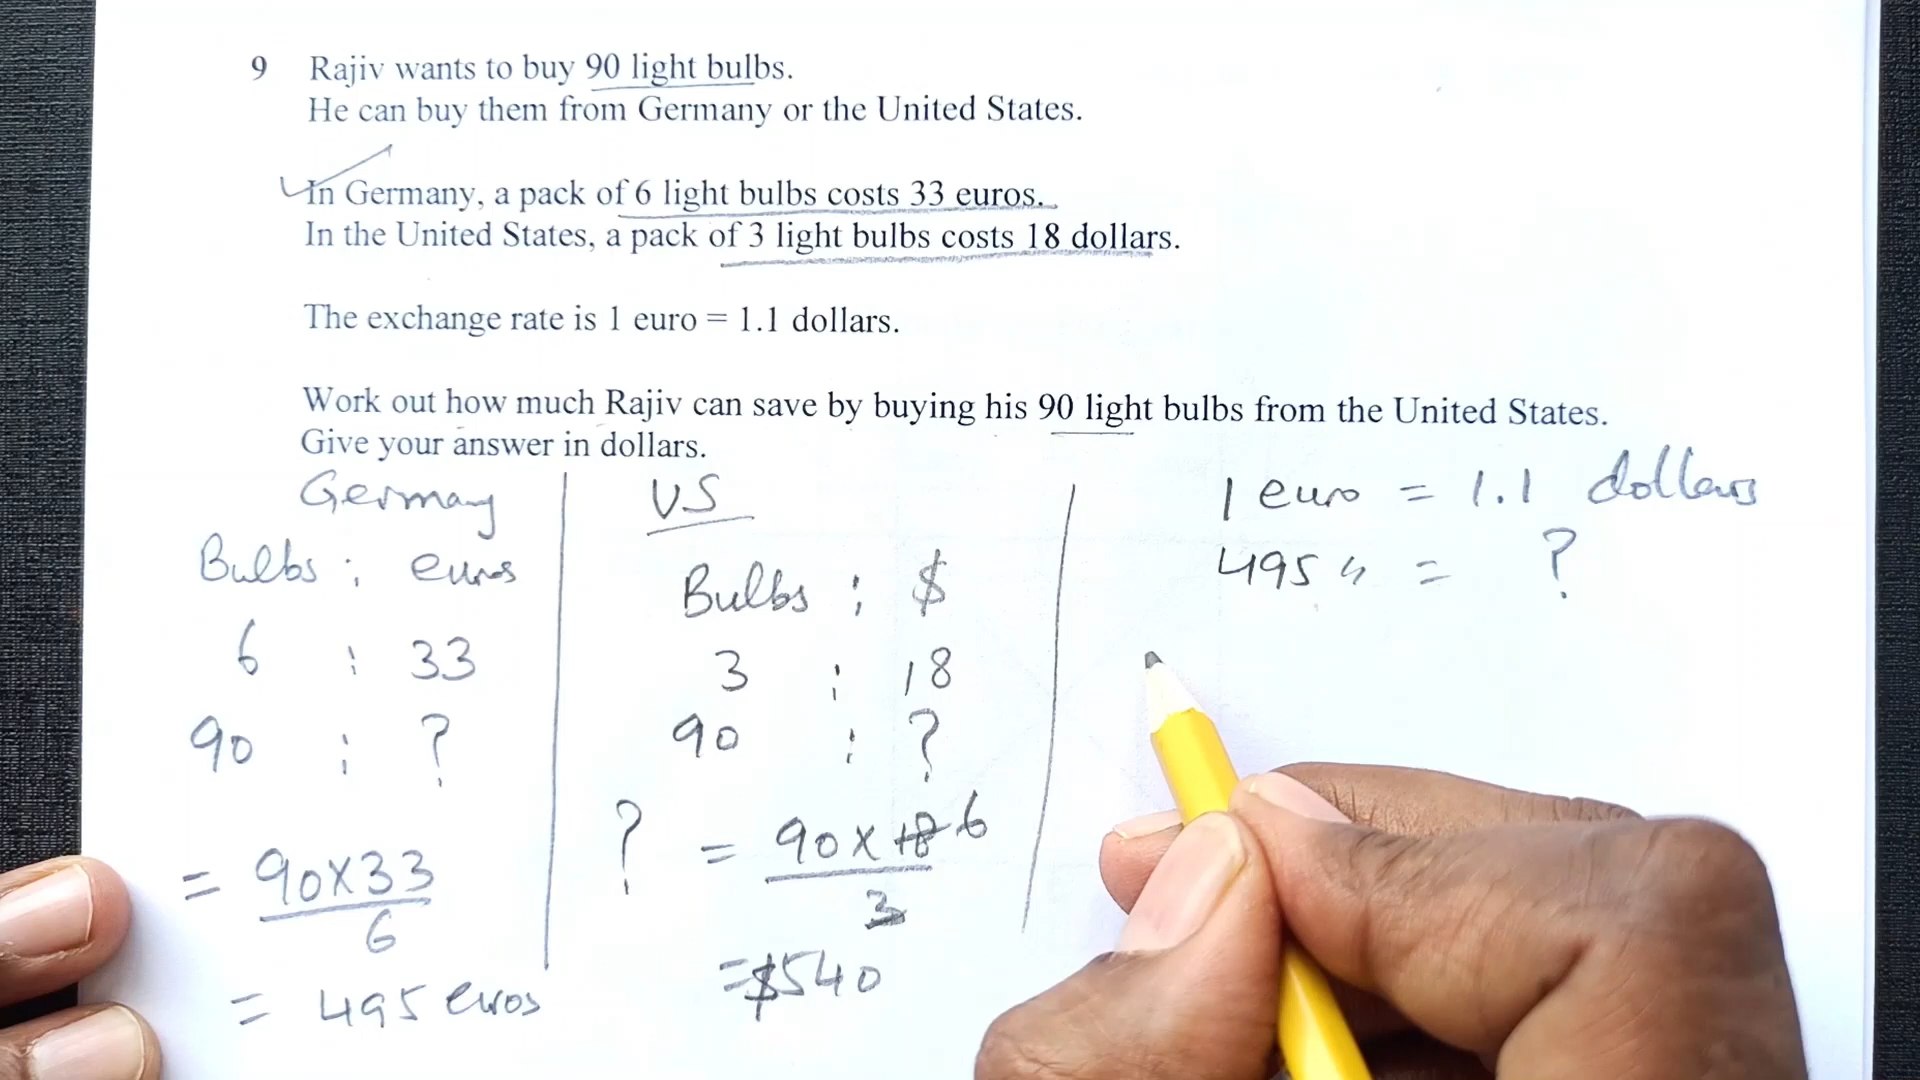 9 Rajiv wants to buy 90 light bulbs.
He can buy them from Germany or the United States.
In Germany, a pack of 6 light bulbs costs 33 euros.
In the United States, a pack of 3 light bulbs costs 18 dollars.
The exchange rate is 1 euro = 1.1 dollars.
Work out how much Rajiv can save by buying his 90 light bulbs from the United States.
Give your answer in dollars.
Germany
Bulbs : euros
6 : 33
90 : ?
= 90x33
6
= 495 euros
US
Bulbs : $
3 : 18
90 : ?
? = 90 x 18 6
3
= $540
1 euro = 1.1 dollars
495 " = ?